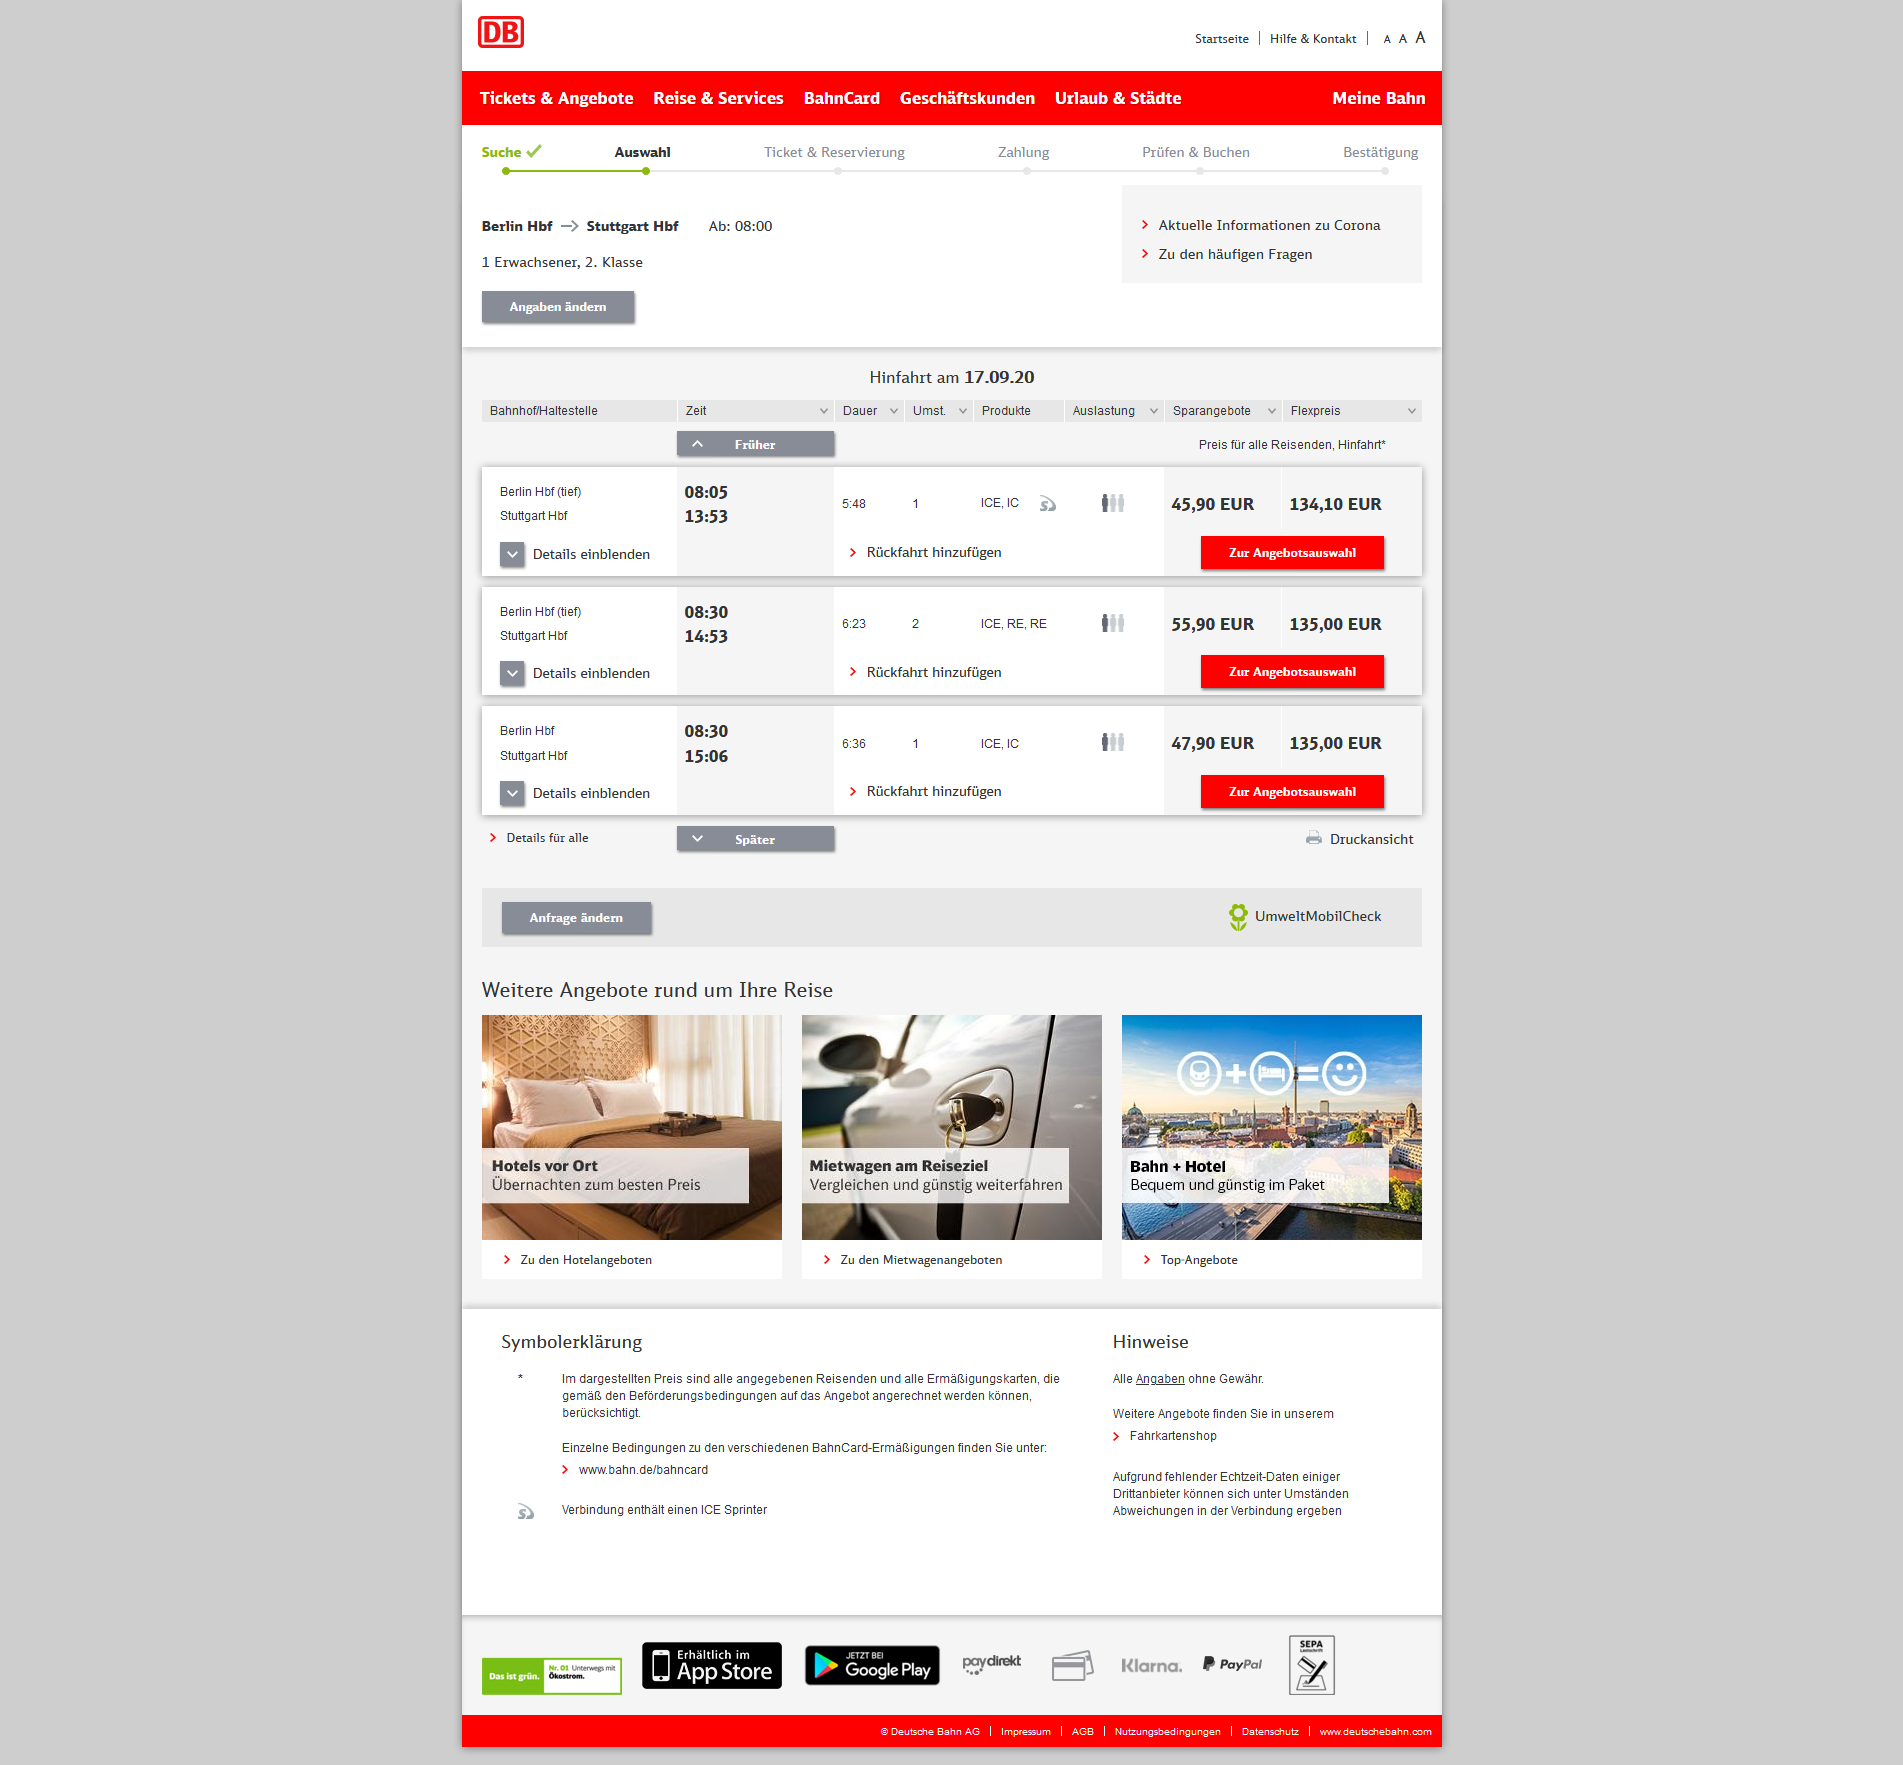 DB
Startseite
Hilfe & Kontakt
A A A
Tickets & Angebote
Reise & Services
BahnCard
Geschäftskunden
Urlaub & Städte
Meine Bahn
Suche
Auswahl
Ticket & Reservierung
Zahlung
Prüfen & Buchen
Bestätigung
Berlin Hbf Stuttgart Hbf Ab: 08:00
1 Erwachsener, 2. Klasse
Angaben ändern
Aktuelle Informationen zu Corona
Zu den häufigen Fragen
Hinfahrt am 17.09.20
Bahnhof/Haltestelle Zeit Dauer Umst. Produkte Auslastung Sparangebote Flexpreis
Früher
Preis für alle Reisenden, Hinfahrt*
Berlin Hbf (tief)
Stuttgart Hbf
08:05
13:53
5:48 1 ICE, IC 45,90 EUR 134,10 EUR
Details einblenden
Rückfahrt hinzufügen
Zur Angebotsauswahl
Berlin Hbf (tief)
Stuttgart Hbf
08:30
14:53
6:23 2 ICE, RE, RE 55,90 EUR 135,00 EUR
Details einblenden
Rückfahrt hinzufügen
Zur Angebotsauswahl
Berlin Hbf
Stuttgart Hbf
08:30
15:06
6:36 1 ICE, IC 47,90 EUR 135,00 EUR
Details einblenden
Rückfahrt hinzufügen
Zur Angebotsauswahl
Details für alle
Später
Druckansicht
Anfrage ändern
UmweltMobilCheck
Weitere Angebote rund um Ihre Reise
Hotels vor Ort
Übernachten zum besten Preis
Zu den Hotelangeboten
Mietwagen am Reiseziel
Vergleichen und günstig weiterfahren
Zu den Mietwagenangeboten
Bahn + Hotel
Bequem und günstig im Paket
Top-Angebote
Symbolerklärung
* Im dargestellten Preis sind alle angegebenen Reisenden und alle Ermäßigungskarten, die
gemäß den Beförderungsbedingungen auf das Angebot angerechnet werden können,
berücksichtigt.
Einzelne Bedingungen zu den verschiedenen BahnCard-Ermäßigungen finden Sie unter:
www.bahn.de/bahncard
Verbindung enthält einen ICE Sprinter
Hinweise
Alle Angaben ohne Gewähr.
Weitere Angebote finden Sie in unserem
Fahrkartenshop
Aufgrund fehlender Echtzeit-Daten einiger
Drittanbieter können sich unter Umständen
Abweichungen in der Verbindung ergeben
Das ist grün.
Nr. 01 Unterwegs mit
Ökostrom.
Erhältlich im
App Store
JETZT BEI
Google Play
paydirekt
Klarna.
PayPal
SEPA
Lastschrift
© Deutsche Bahn AG
Impressum
AGB
Nutzungsbedingungen
Datenschutz
www.deutschebahn.com